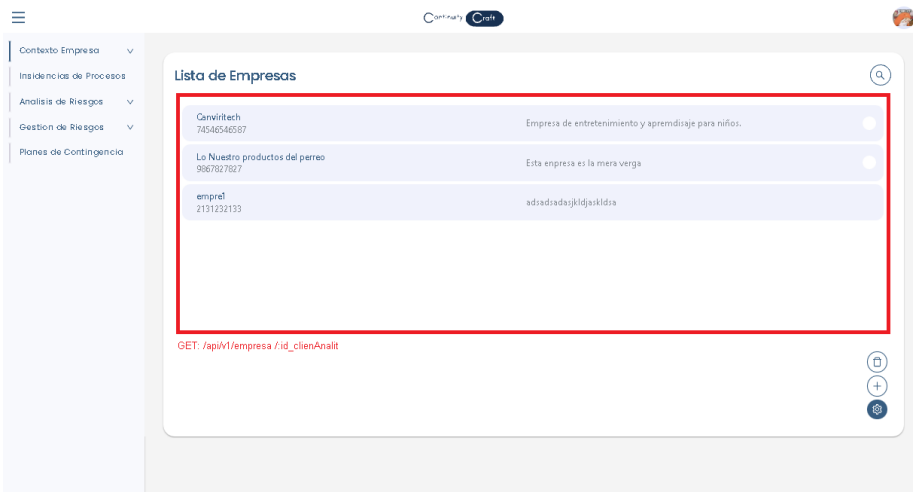 Continuity Craft
Contexto Empresa
Insidencias de Procesos
Analisis de Riesgos
Gestion de Riesgos
Planes de Contingencia
Lista de Empresas
Canviritech
74546546587
Empresa de entretenimiento y apremdisaje para niños.
Lo Nuestro productos del perreo
9867827827
Esta enpresa es la mera verga
empre1
2131232133
adsadsadasjkldjaskldsa
GET: /api/v1/empresa /:id_clienAnalit